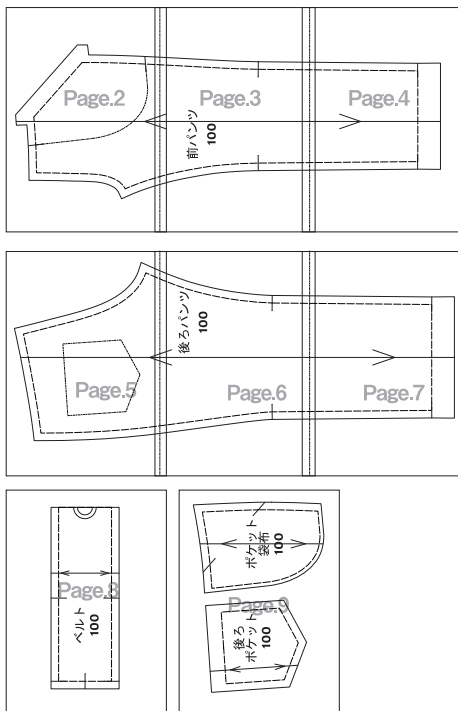 Page.2
Page.3
Page.4
前パンツ
100
後ろパンツ
100
Page.5
Page.6
Page.7
Page.8
ベルト
100
ポケット
袋布
100
Page.9
後ろ
ポケット
100